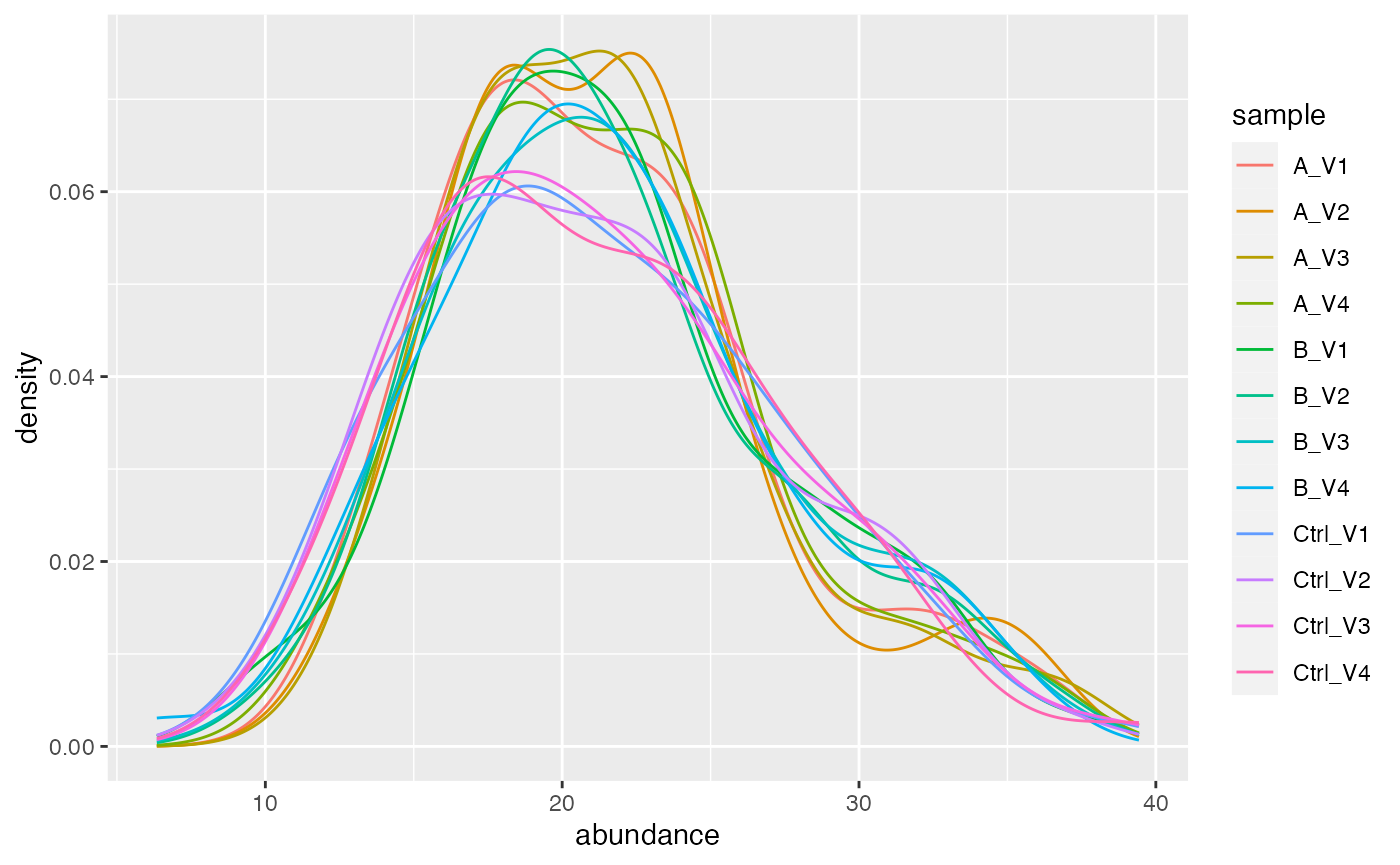 density
0.06
0.04
0.02
0.00
10
20
30
40
abundance
sample
A_V1
A_V2
A_V3
A_V4
B_V1
B_V2
B_V3
B_V4
Ctrl_V1
Ctrl_V2
Ctrl_V3
Ctrl_V4